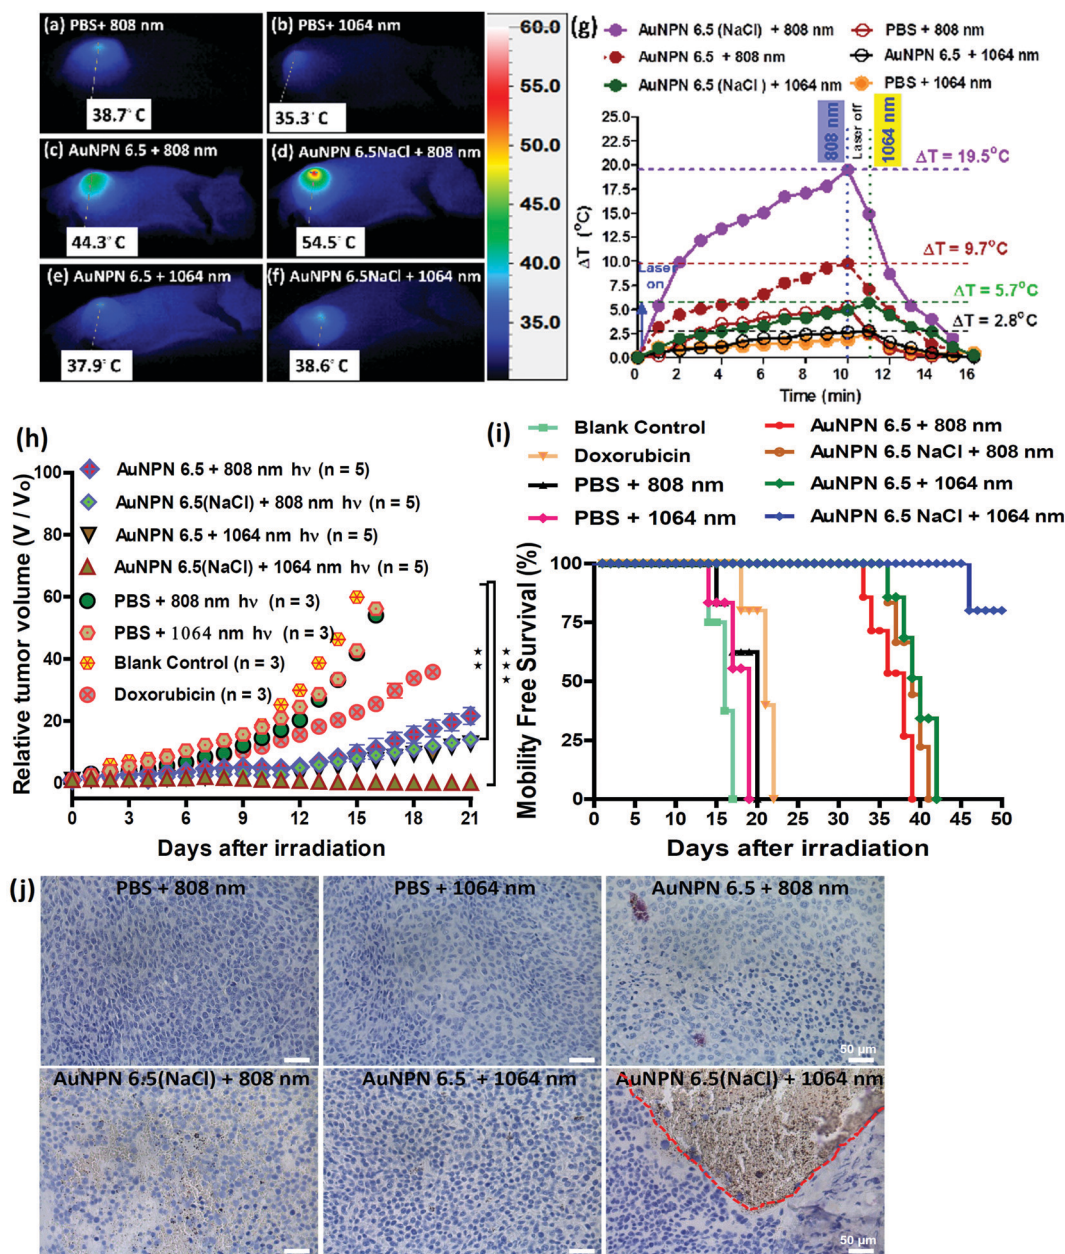 (a) PBS+ 808 nm
38.7° C
(b) PBS+ 1064 nm
35.3° C
(c) AuNPN 6.5 + 808 nm
44.3° C
(d) AuNPN 6.5NaCl + 808 nm
54.5° C
(e) AuNPN 6.5 + 1064 nm
37.9° C
(f) AuNPN 6.5NaCl + 1064 nm
38.6° C
60.0
55.0
50.0
45.0
40.0
35.0
(g)
AuNPN 6.5 (NaCl) + 808 nm
PBS + 808 nm
AuNPN 6.5 + 808 nm
AuNPN 6.5 + 1064 nm
AuNPN 6.5 (NaCl) + 1064 nm
PBS + 1064 nm
808 nm
Laser off
1064 nm
ΔT (°C)
25.0
22.5
20.0
17.5
15.0
12.5
10.0
7.5
5.0
2.5
0.0
Laser on
ΔT = 19.5°C
ΔT = 9.7°C
ΔT = 5.7°C
ΔT = 2.8°C
0 2 4 6 8 10 12 14 16
Time (min)
(h)
Relative tumor volume (V / Vo)
100
80
60
40
20
0
AuNPN 6.5 + 808 nm hν (n = 5)
AuNPN 6.5(NaCl) + 808 nm hν (n = 5)
AuNPN 6.5 + 1064 nm hν (n = 5)
AuNPN 6.5(NaCl) + 1064 nm hν (n = 5)
PBS + 808 nm hν (n = 3)
PBS + 1064 nm hν (n = 3)
Blank Control (n = 3)
Doxorubicin (n = 3)
★★
★★★
0 3 6 9 12 15 18 21
Days after irradiation
(i)
Blank Control
Doxorubicin
PBS + 808 nm
PBS + 1064 nm
AuNPN 6.5 + 808 nm
AuNPN 6.5 NaCl + 808 nm
AuNPN 6.5 + 1064 nm
AuNPN 6.5 NaCl + 1064 nm
Mobility Free Survival (%)
100
75
50
25
0
0 5 10 15 20 25 30 35 40 45 50
Days after irradiation
(j)
PBS + 808 nm
PBS + 1064 nm
AuNPN 6.5 + 808 nm
50 µm
AuNPN 6.5(NaCl) + 808 nm
AuNPN 6.5 + 1064 nm
AuNPN 6.5(NaCl) + 1064 nm
50 µm